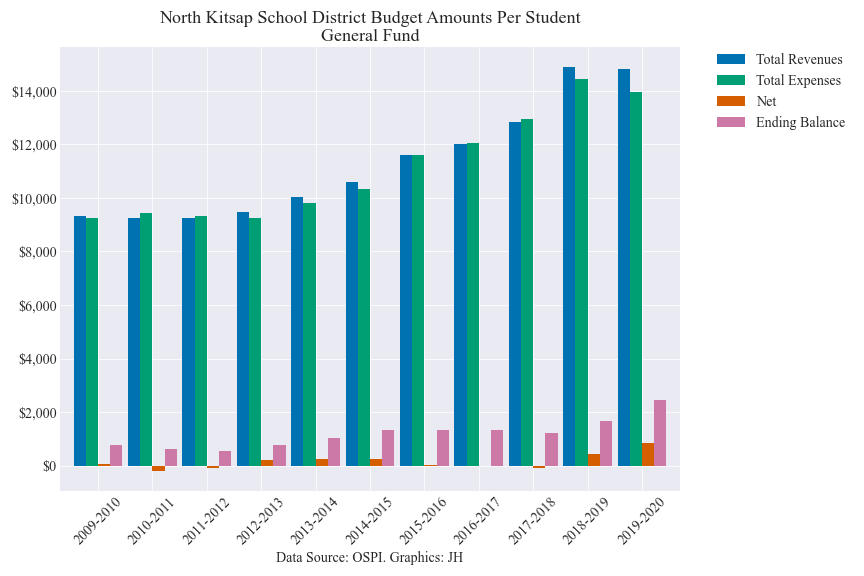 North Kitsap School District Budget Amounts Per Student
General Fund
Total Revenues
Total Expenses
Net
Ending Balance
$14,000
$12,000
$10,000
$8,000
$6,000
$4,000
$2,000
$0
2009-2010
2010-2011
2011-2012
2012-2013
2013-2014
2014-2015
2015-2016
2016-2017
2017-2018
2018-2019
2019-2020
Data Source: OSPI. Graphics: JH